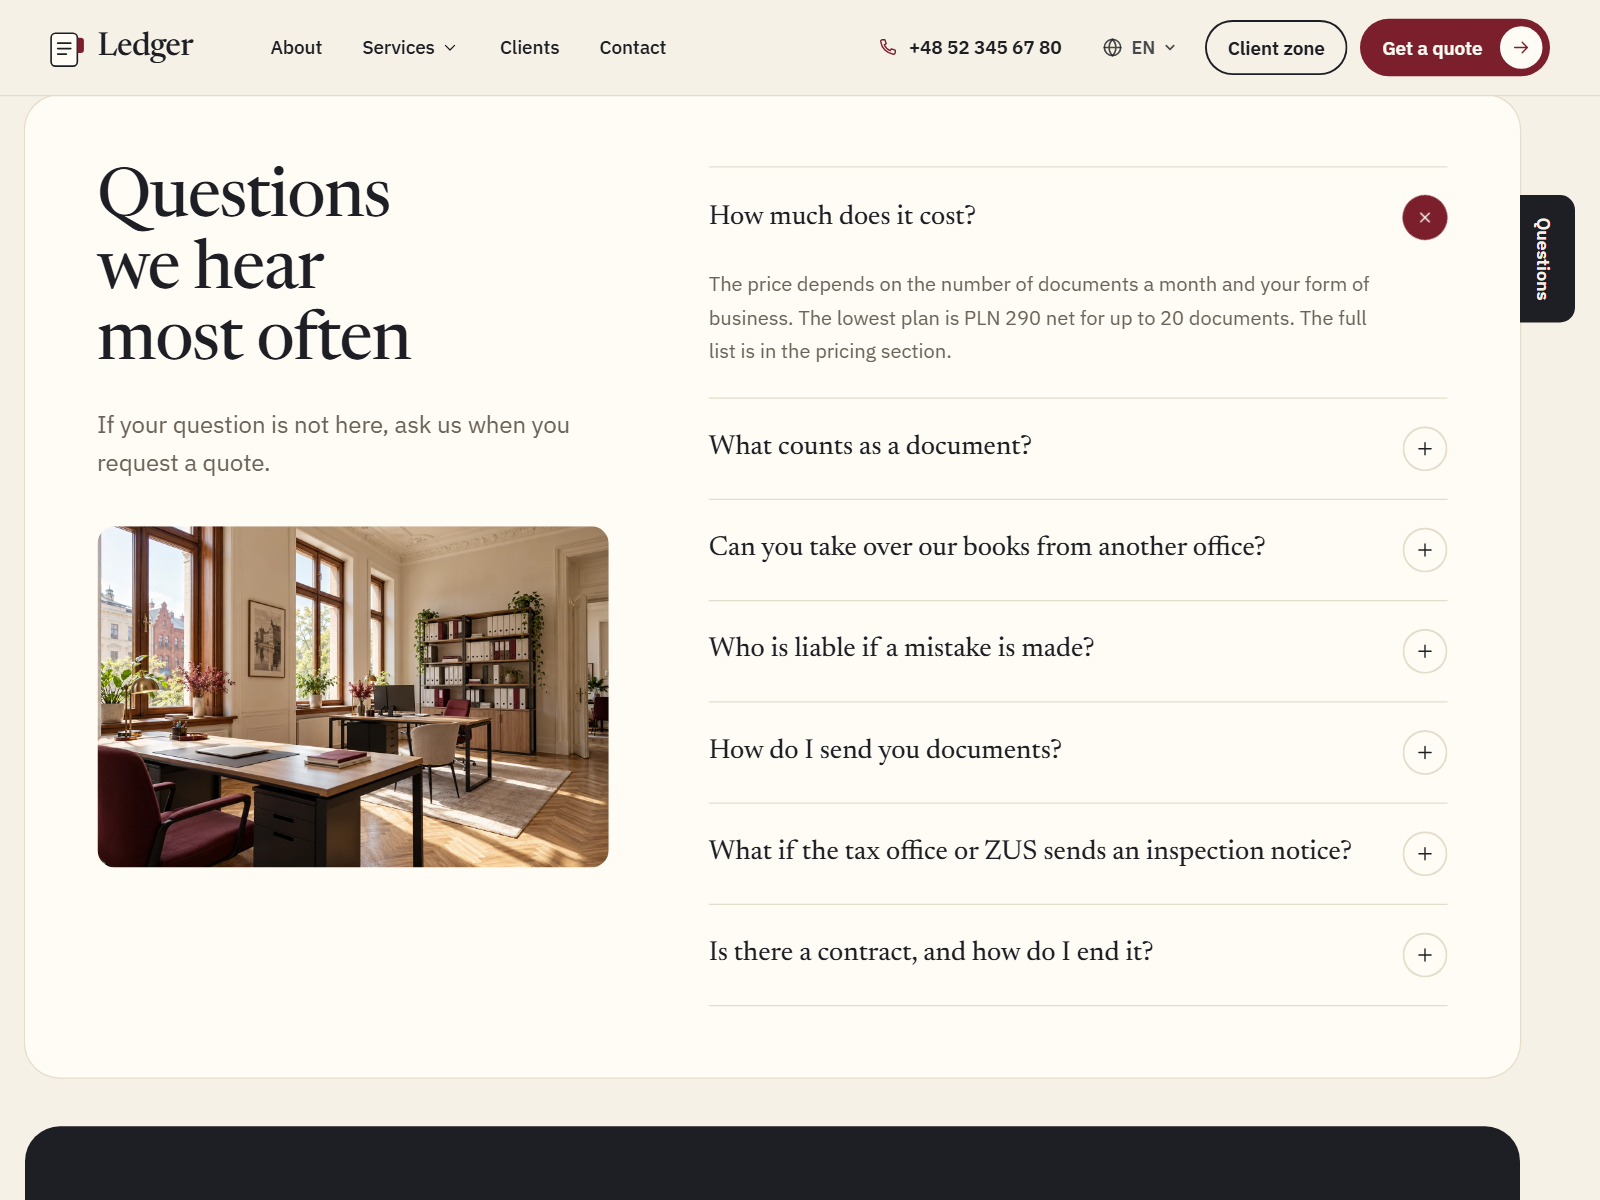 Ledger
About
Services
Clients
Contact
+48 52 345 67 80
EN
Client zone
Get a quote
Questions
we hear
most often
If your question is not here, ask us when you
request a quote.
How much does it cost?
The price depends on the number of documents a month and your form of
business. The lowest plan is PLN 290 net for up to 20 documents. The full
list is in the pricing section.
What counts as a document?
Can you take over our books from another office?
Who is liable if a mistake is made?
How do I send you documents?
What if the tax office or ZUS sends an inspection notice?
Is there a contract, and how do I end it?
Questions